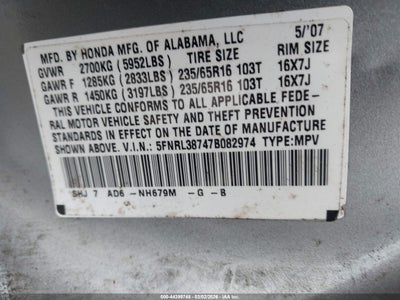 MFD. BY HONDA MFG. OF ALABAMA, LLC 5/'07
GVWR 2700KG (5952LBS) TIRE SIZE RIM SIZE
GAWR F 1285KG (2833LBS) 235/65R16 103T 16X7J
GAWR R 1450KG (3197LBS) 235/65R16 103T 16X7J
THIS VEHICLE CONFORMS TO ALL APPLICABLE FEDE-
RAL MOTOR VEHICLE SAFETY AND THEFT PREVENTION
STANDARDS IN EFFECT ON THE DATE OF MANUFACTURE
SHOWN ABOVE. V.I.N.: 5FNRL38747B082974 TYPE:MPV
SHJ 7 AD6 -NH679M -G -B
000-44399748 - 03/02/2026 - IAA, LLC